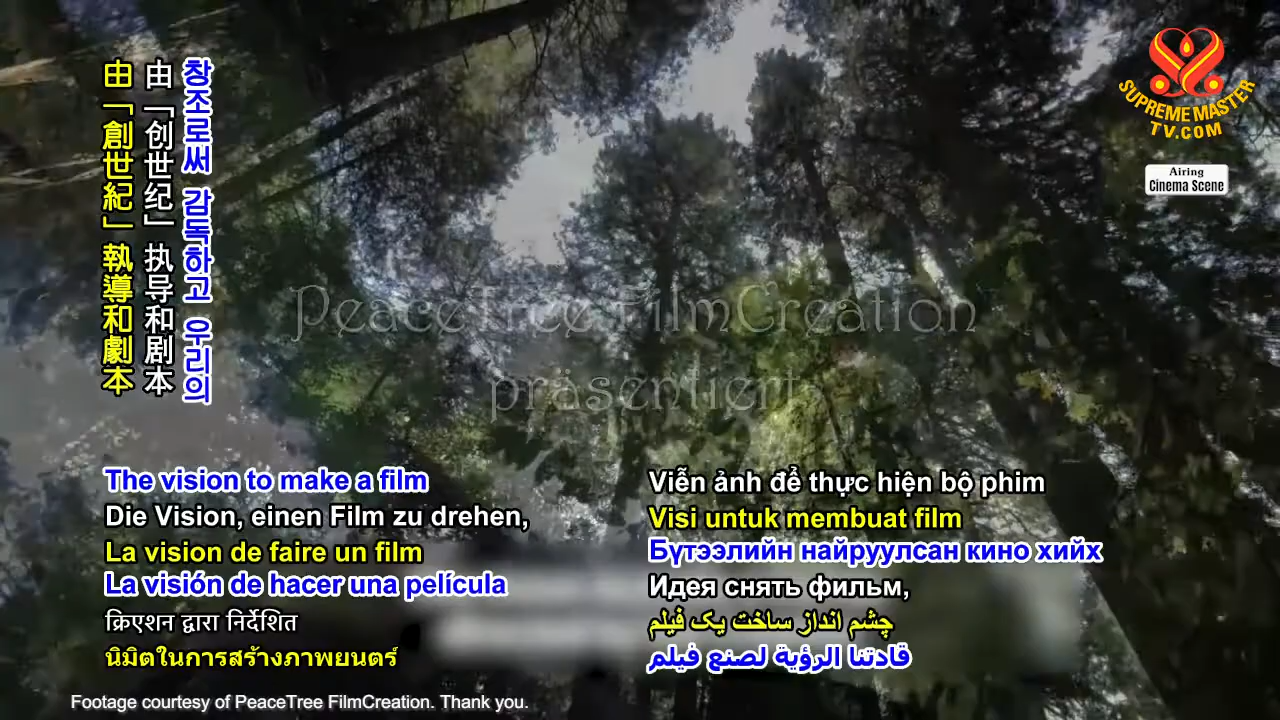 由「創世紀」執導和劇本
由「创世纪」执导和剧本
창조로써 감독하고 우리의
SUPREME MASTER
TV.COM
Airing
Cinema Scene
PeaceTree FilmCreation
präsentiert
The vision to make a film
Die Vision, einen Film zu drehen,
La vision de faire un film
La visión de hacer una película
क्रिएशन द्वारा निर्देशित
นิมิตในการสร้างภาพยนตร์
Viễn ảnh để thực hiện bộ phim
Visi untuk membuat film
Бүтээлийн найруулсан кино хийх
Идея снять фильм,
چشم انداز ساخت یک فیلم
قادتنا الرؤية لصنع فيلم
Footage courtesy of PeaceTree FilmCreation. Thank you.